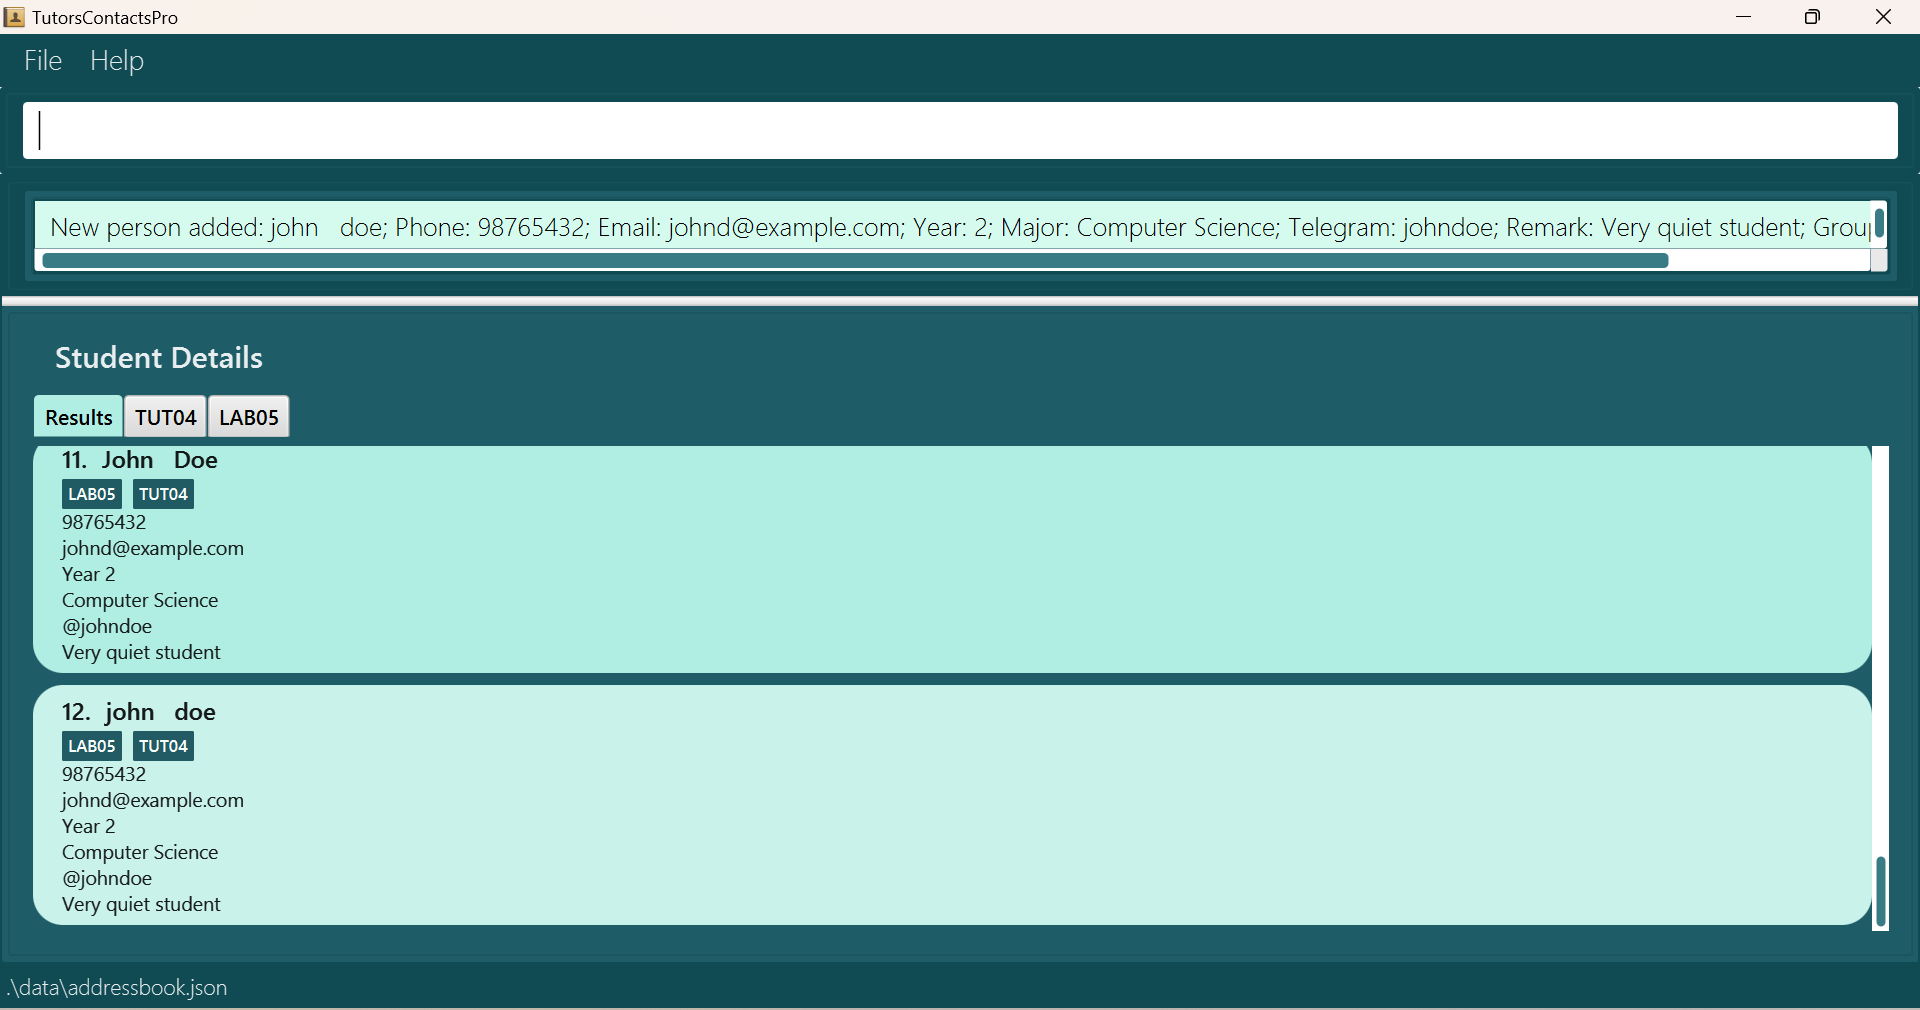 TutorsContactsPro
File Help
New person added: john   doe; Phone: 98765432; Email: johnd@example.com; Year: 2; Major: Computer Science; Telegram: johndoe; Remark: Very quiet student;
Student Details
Results TUT04 LAB05
11. John   Doe
LAB05 TUT04
98765432
johnd@example.com
Year 2
Computer Science
@johndoe
Very quiet student
12. john   doe
LAB05 TUT04
98765432
johnd@example.com
Year 2
Computer Science
@johndoe
Very quiet student
.\data\addressbook.json